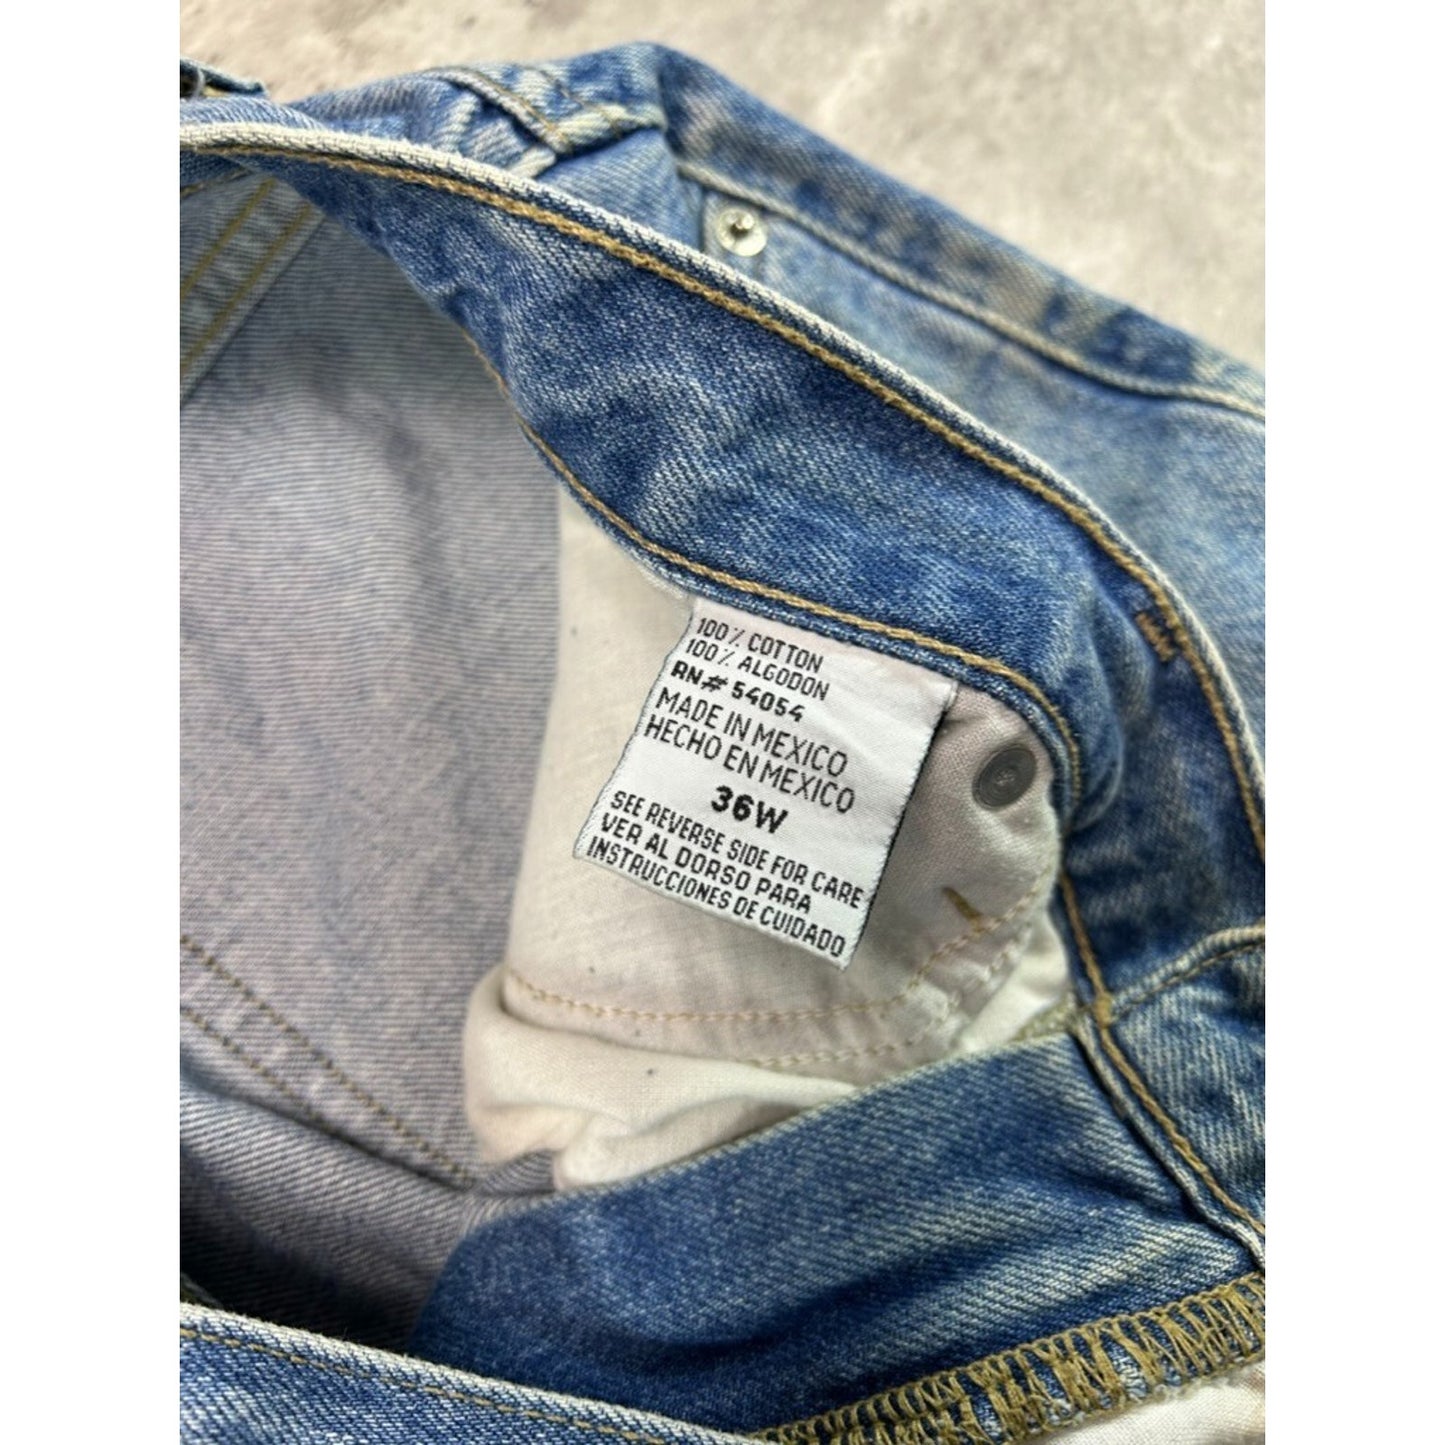 100% COTTON
100% ALGODON
RN# 54054
MADE IN MEXICO
HECHO EN MEXICO
36W
SEE REVERSE SIDE FOR CARE
VER AL DORSO PARA
INSTRUCCIONES DE CUIDADO